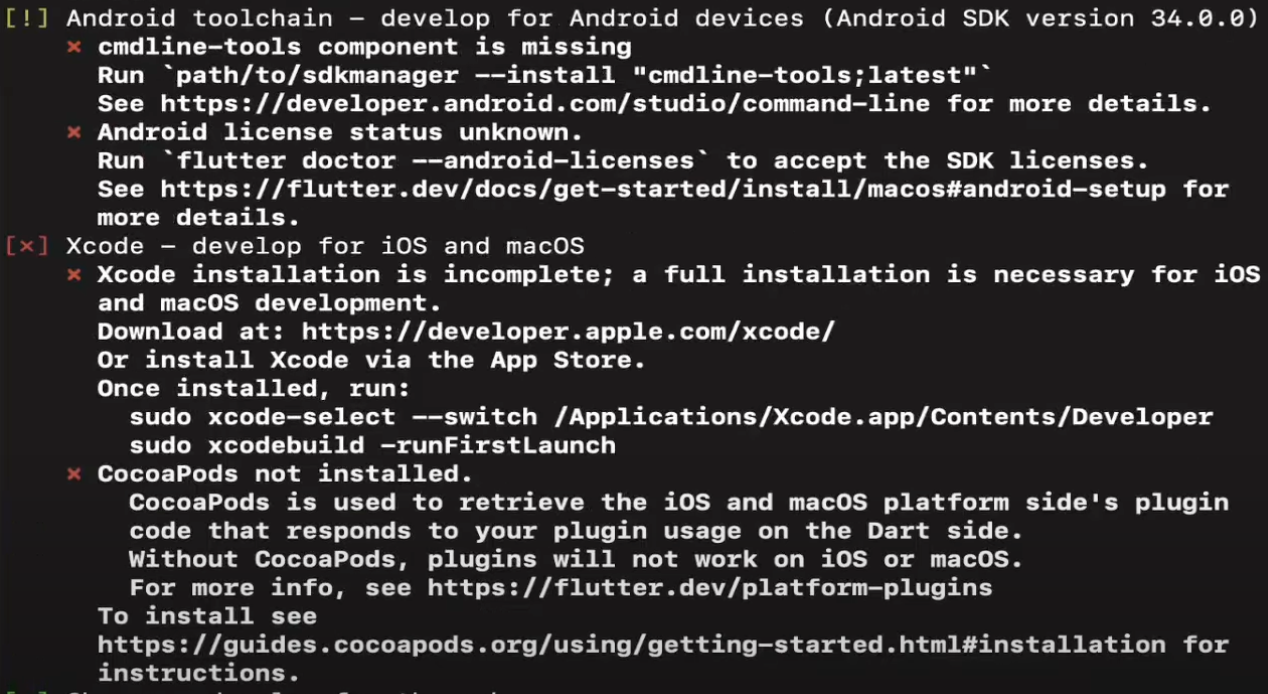 [!] Android toolchain – develop for Android devices (Android SDK version 34.0.0)
✗ cmdline–tools component is missing
Run `path/to/sdkmanager ––install "cmdline–tools;latest"`
See https://developer.android.com/studio/command–line for more details.
✗ Android license status unknown.
Run `flutter doctor ––android–licenses` to accept the SDK licenses.
See https://flutter.dev/docs/get–started/install/macos#android–setup for
more details.
[✗] Xcode – develop for iOS and macOS
✗ Xcode installation is incomplete; a full installation is necessary for iOS
and macOS development.
Download at: https://developer.apple.com/xcode/
Or install Xcode via the App Store.
Once installed, run:
sudo xcode–select ––switch /Applications/Xcode.app/Contents/Developer
sudo xcodebuild –runFirstLaunch
✗ CocoaPods not installed.
CocoaPods is used to retrieve the iOS and macOS platform side's plugin
code that responds to your plugin usage on the Dart side.
Without CocoaPods, plugins will not work on iOS or macOS.
For more info, see https://flutter.dev/platform–plugins
To install see
https://guides.cocoapods.org/using/getting–started.html#installation for
instructions.